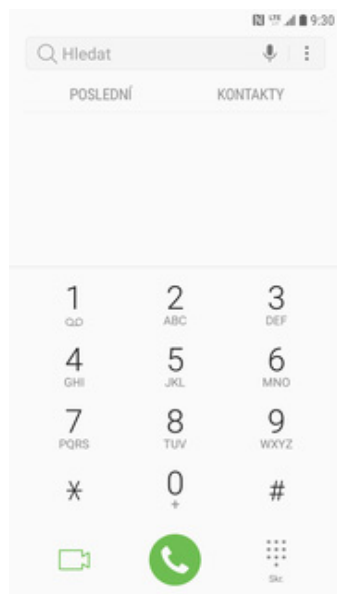 LTE 9:30
Hledat
POSLEDNÍ KONTAKTY
1 2 3
ABC DEF
4 5 6
GHI JKL MNO
7 8 9
PQRS TUV WXYZ
* 0 #
+
Skr.